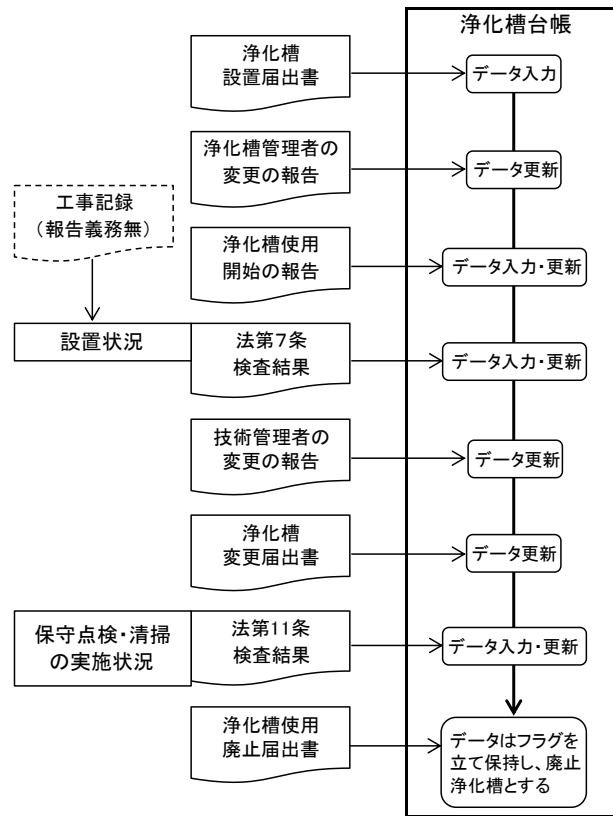 浄化槽台帳
浄化槽
設置届出書
データ入力
浄化槽管理者の
変更の報告
データ更新
工事記録
(報告義務無)
浄化槽使用
開始の報告
データ入力・更新
設置状況
法第7条
検査結果
データ入力・更新
技術管理者の
変更の報告
データ更新
浄化槽
変更届出書
データ更新
保守点検・清掃
の実施状況
法第11条
検査結果
データ入力・更新
浄化槽使用
廃止届出書
データはフラグを
立て保持し、廃止
浄化槽とする